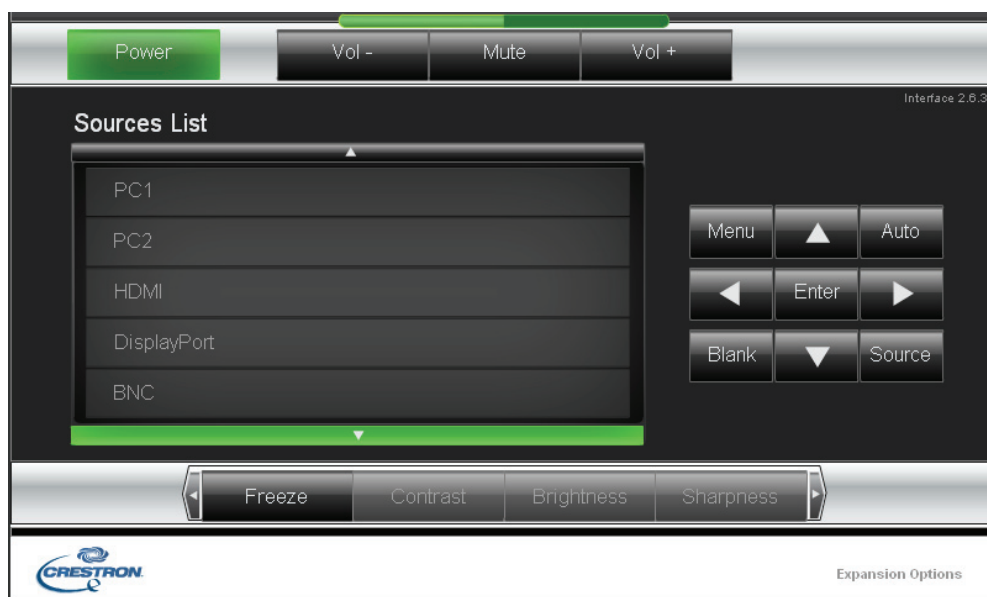 Power Vol - Mute Vol +
Interface 2.6.3
Sources List
PC1
PC2
HDMI
DisplayPort
BNC
Menu Auto
Enter
Blank Source
Freeze Contrast Brightness Sharpness
CRESTRON
Expansion Options